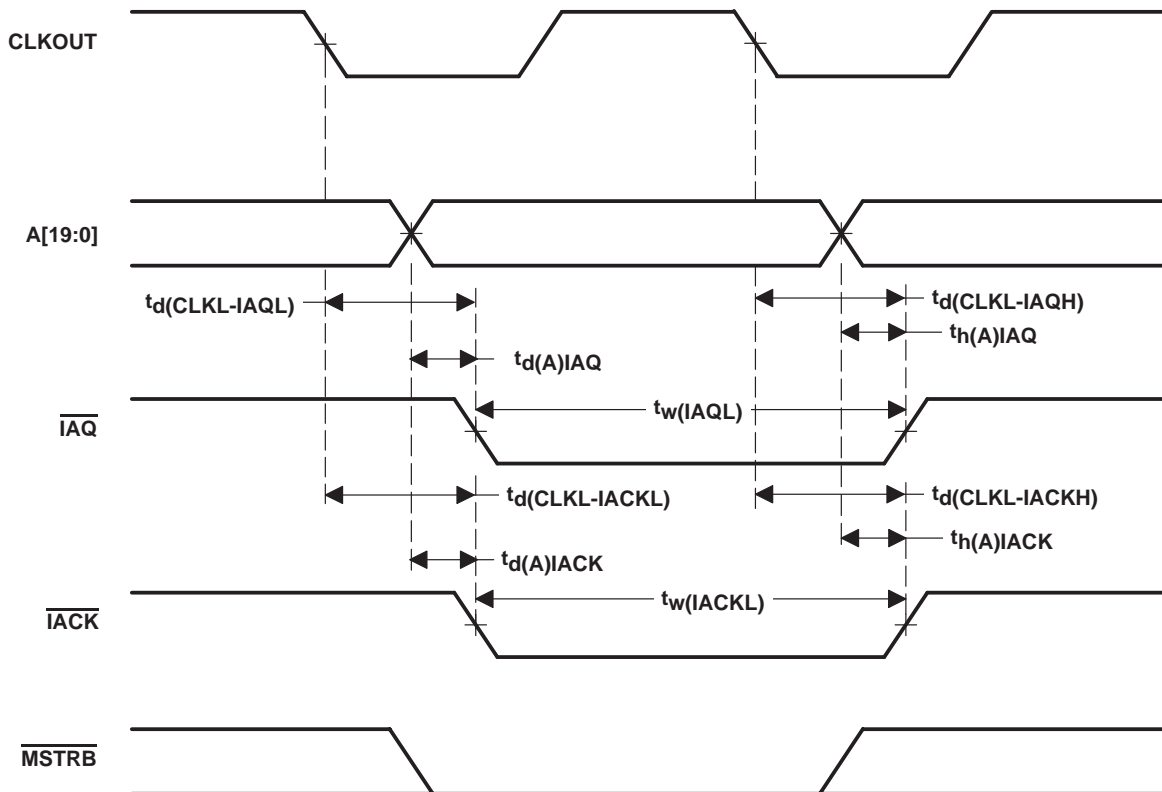 CLKOUT
A[19:0]
td(CLKL-IAQL)
td(CLKL-IAQH)
th(A)IAQ
td(A)IAQ
tw(IAQL)
IAQ
td(CLKL-IACKL)
td(CLKL-IACKH)
th(A)IACK
td(A)IACK
tw(IACKL)
IACK
MSTRB